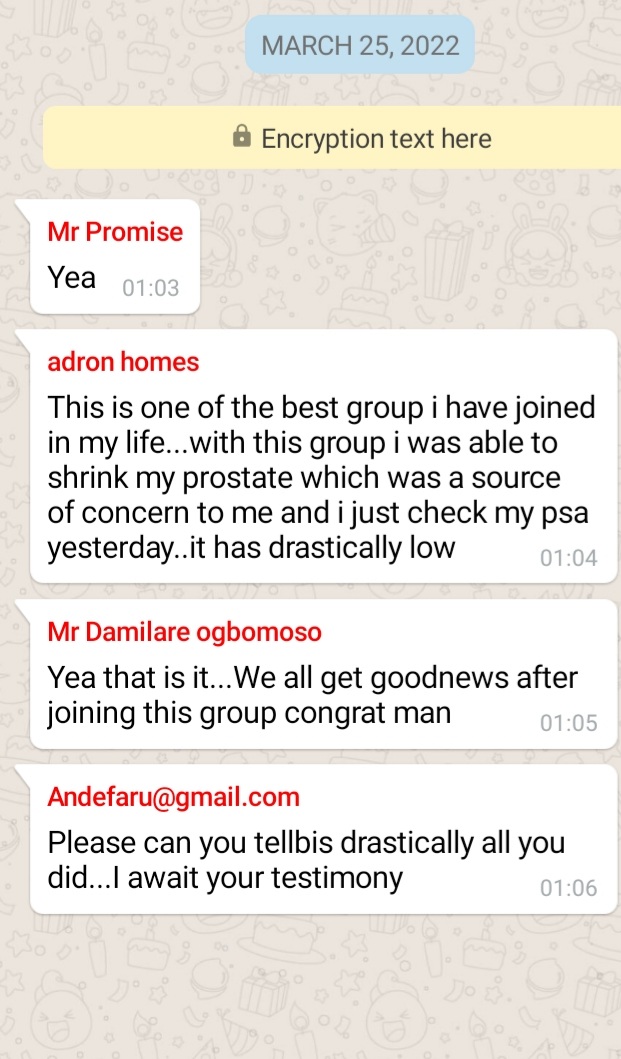 MARCH 25, 2022
Encryption text here
Mr Promise
Yea 01:03
adron homes
This is one of the best group i have joined
in my life...with this group i was able to
shrink my prostate which was a source
of concern to me and i just check my psa
yesterday..it has drastically low 01:04
Mr Damilare ogbomoso
Yea that is it...We all get goodnews after
joining this group congrat man 01:05
Andefaru@gmail.com
Please can you tellbis drastically all you
did...I await your testimony 01:06